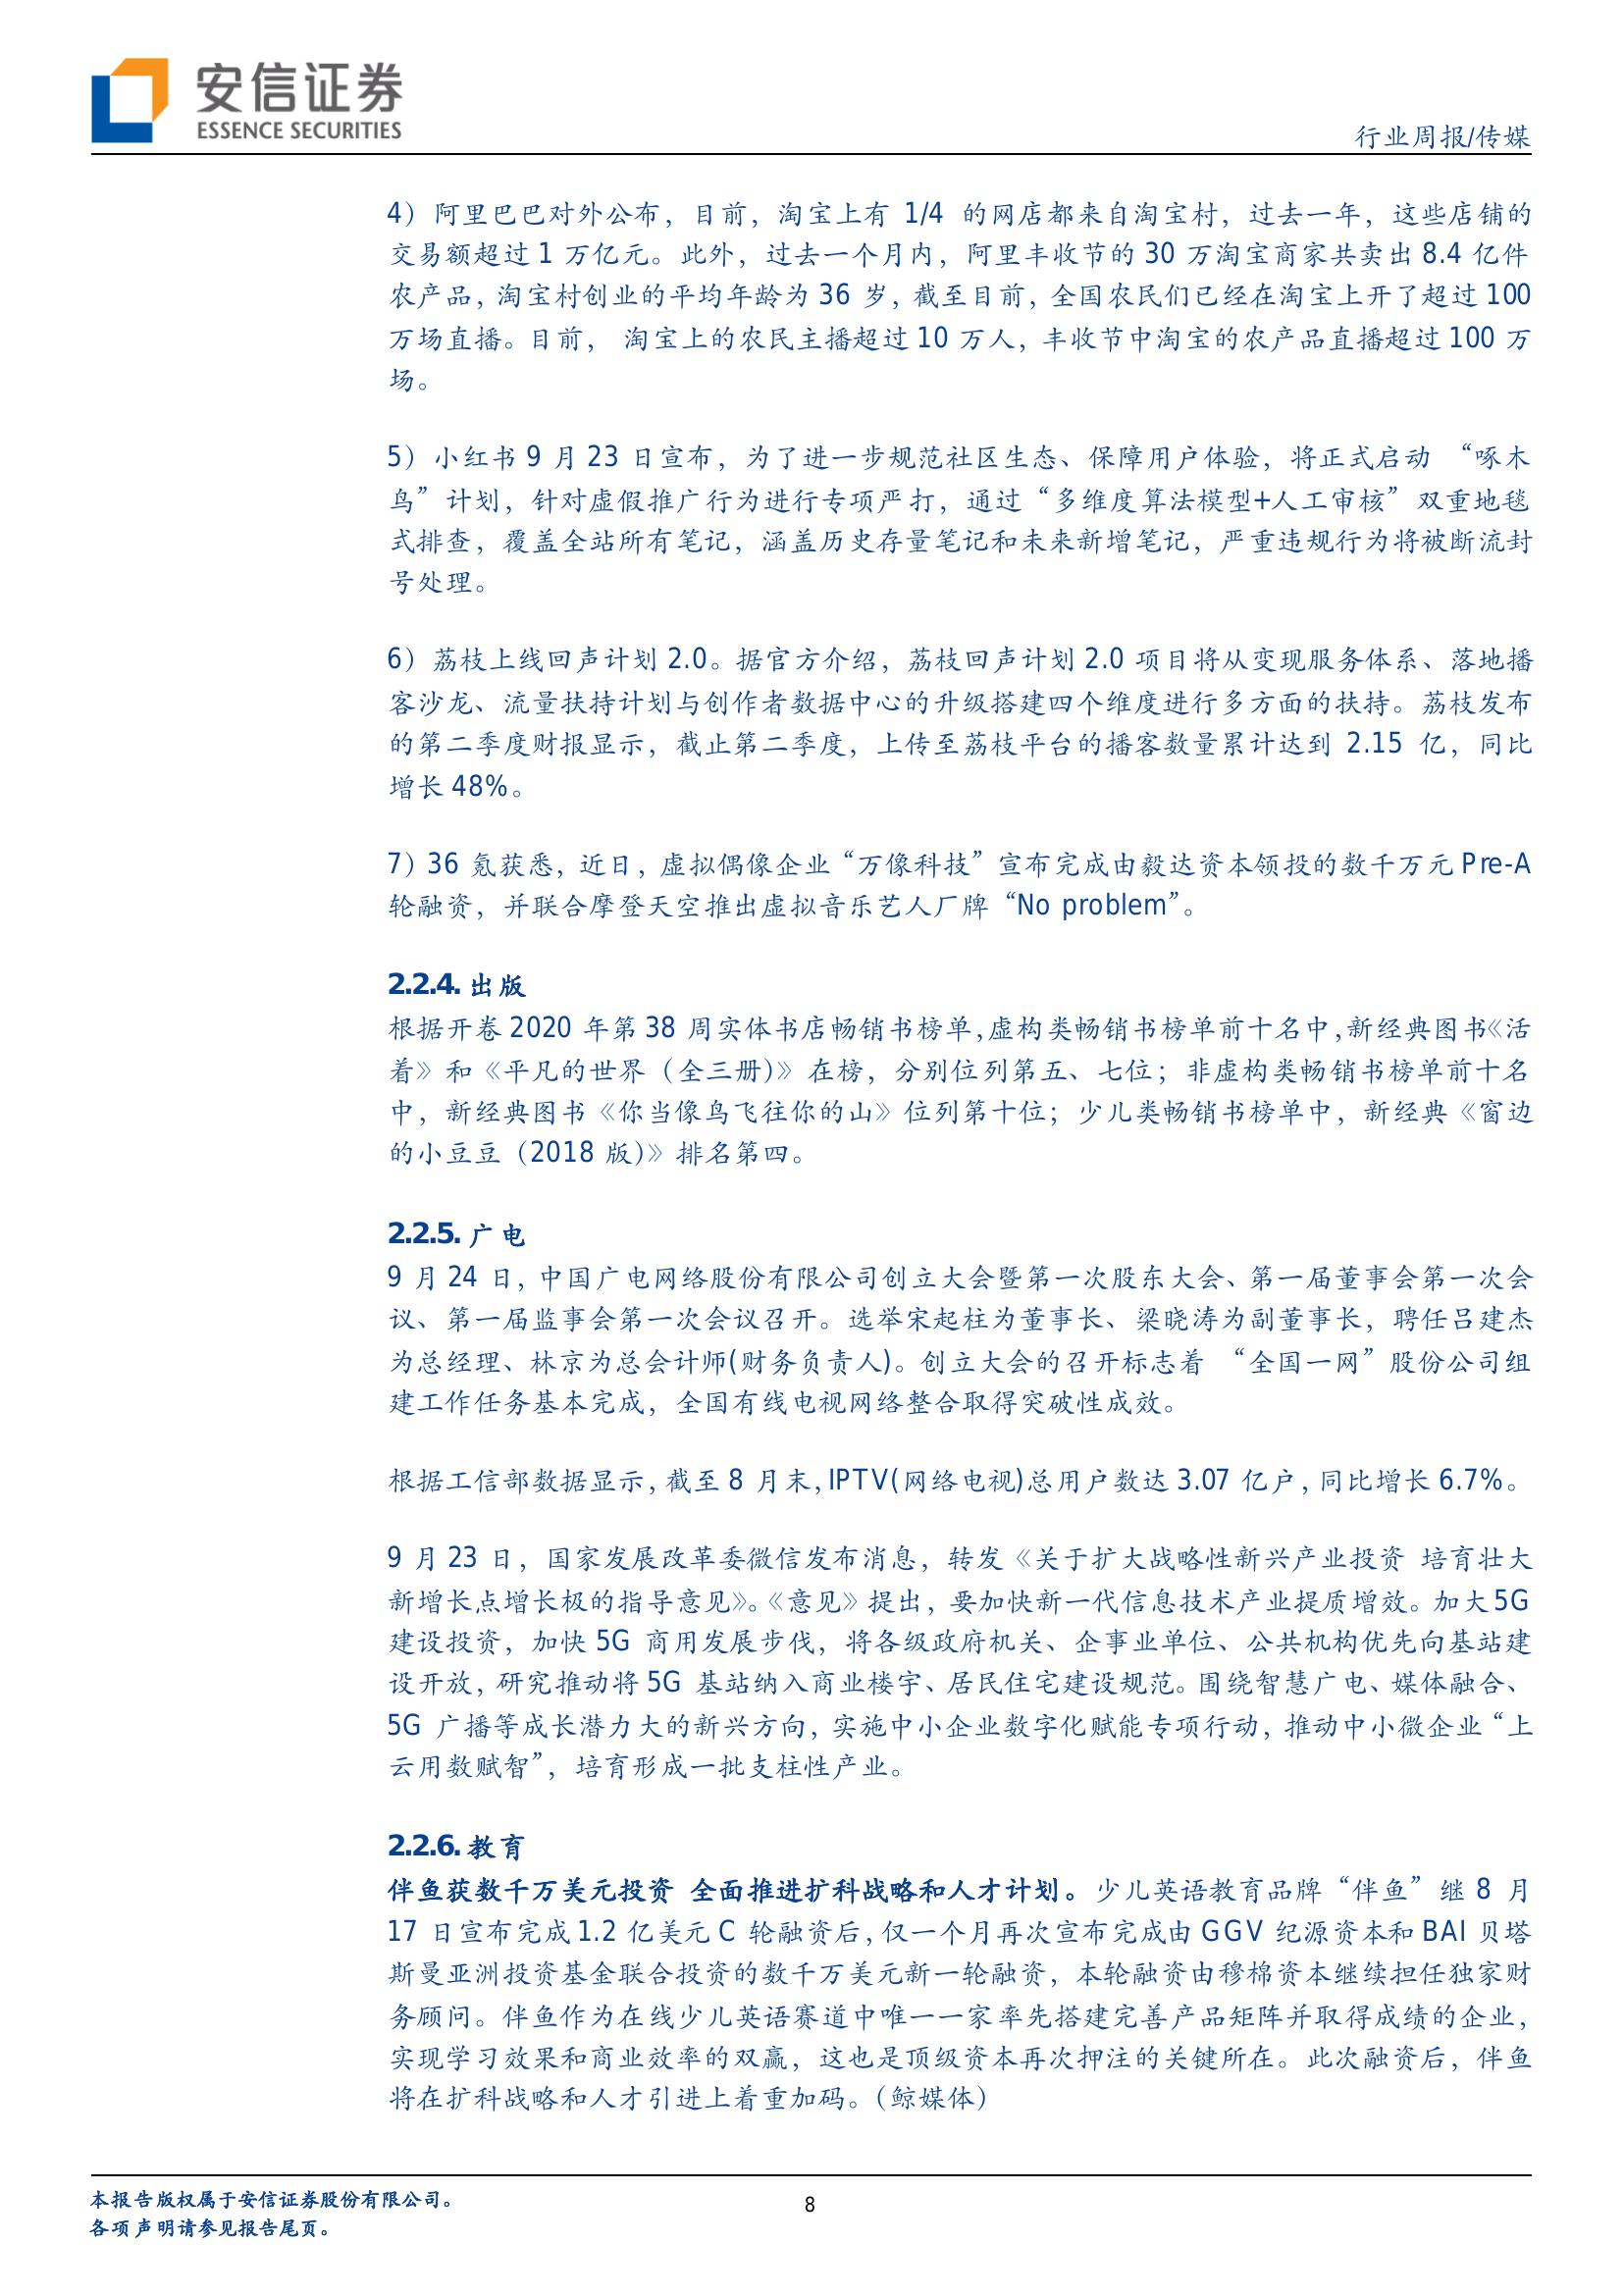 安信证券
ESSENCE SECURITIES
行业周报/传媒
4）阿里巴巴对外公布，目前，淘宝上有 1/4 的网店都来自淘宝村，过去一年，这些店铺的
交易额超过 1 万亿元。此外，过去一个月内，阿里丰收节的 30 万淘宝商家共卖出 8.4 亿件
农产品，淘宝村创业的平均年龄为 36 岁，截至目前，全国农民们已经在淘宝上开了超过 100
万场直播。目前， 淘宝上的农民主播超过 10 万人，丰收节中淘宝的农产品直播超过 100 万
场。
5）小红书 9 月 23 日宣布，为了进一步规范社区生态、保障用户体验，将正式启动 “啄木
鸟”计划，针对虚假推广行为进行专项严打，通过“多维度算法模型+人工审核”双重地毯
式排查，覆盖全站所有笔记，涵盖历史存量笔记和未来新增笔记，严重违规行为将被断流封
号处理。
6）荔枝上线回声计划 2.0。据官方介绍，荔枝回声计划 2.0 项目将从变现服务体系、落地播
客沙龙、流量扶持计划与创作者数据中心的升级搭建四个维度进行多方面的扶持。荔枝发布
的第二季度财报显示，截止第二季度，上传至荔枝平台的播客数量累计达到 2.15 亿，同比
增长 48%。
7）36 氪获悉，近日，虚拟偶像企业“万像科技”宣布完成由毅达资本领投的数千万元 Pre-A
轮融资，并联合摩登天空推出虚拟音乐艺人厂牌“No problem”。
2.2.4. 出版
根据开卷 2020 年第 38 周实体书店畅销书榜单,虚构类畅销书榜单前十名中,新经典图书《活
着》和《平凡的世界（全三册)》在榜，分别位列第五、七位；非虚构类畅销书榜单前十名
中，新经典图书《你当像鸟飞往你的山》位列第十位；少儿类畅销书榜单中，新经典《窗边
的小豆豆（2018 版)》排名第四。
2.2.5. 广电
9 月 24 日，中国广电网络股份有限公司创立大会暨第一次股东大会、第一届董事会第一次会
议、第一届监事会第一次会议召开。选举宋起柱为董事长、梁晓涛为副董事长，聘任吕建杰
为总经理、林京为总会计师(财务负责人)。创立大会的召开标志着 “全国一网”股份公司组
建工作任务基本完成，全国有线电视网络整合取得突破性成效。
根据工信部数据显示，截至 8 月末，IPTV(网络电视)总用户数达 3.07 亿户，同比增长 6.7%。
9 月 23 日，国家发展改革委微信发布消息，转发《关于扩大战略性新兴产业投资 培育壮大
新增长点增长极的指导意见》。《意见》提出，要加快新一代信息技术产业提质增效。加大 5G
建设投资，加快 5G 商用发展步伐，将各级政府机关、企事业单位、公共机构优先向基站建
设开放，研究推动将 5G 基站纳入商业楼宇、居民住宅建设规范。围绕智慧广电、媒体融合、
5G 广播等成长潜力大的新兴方向，实施中小企业数字化赋能专项行动，推动中小微企业“上
云用数赋智”，培育形成一批支柱性产业。
2.2.6. 教育
伴鱼获数千万美元投资 全面推进扩科战略和人才计划。少儿英语教育品牌“伴鱼”继 8 月
17 日宣布完成 1.2 亿美元 C 轮融资后，仅一个月再次宣布完成由 GGV 纪源资本和 BAI 贝塔
斯曼亚洲投资基金联合投资的数千万美元新一轮融资，本轮融资由穆棉资本继续担任独家财
务顾问。伴鱼作为在线少儿英语赛道中唯一一家率先搭建完善产品矩阵并取得成绩的企业，
实现学习效果和商业效率的双赢，这也是顶级资本再次押注的关键所在。此次融资后，伴鱼
将在扩科战略和人才引进上着重加码。（鲸媒体）
本报告版权属于安信证券股份有限公司。
8
各项声明请参见报告尾页。